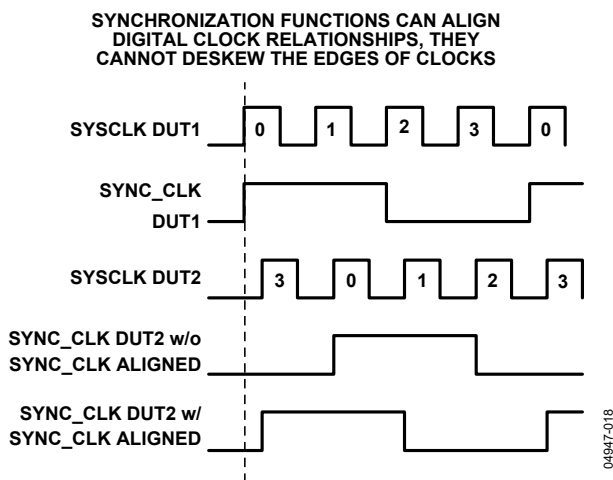 SYNCHRONIZATION FUNCTIONS CAN ALIGN
DIGITAL CLOCK RELATIONSHIPS, THEY
CANNOT DESKEW THE EDGES OF CLOCKS
SYSCLK DUT1
0 1 2 3 0
SYNC_CLK
DUT1
SYSCLK DUT2
3 0 1 2 3
SYNC_CLK DUT2 w/o
SYNC_CLK ALIGNED
SYNC_CLK DUT2 w/
SYNC_CLK ALIGNED
04947-018